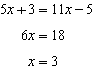 5x + 3 = 11x − 5
6x = 18
x = 3